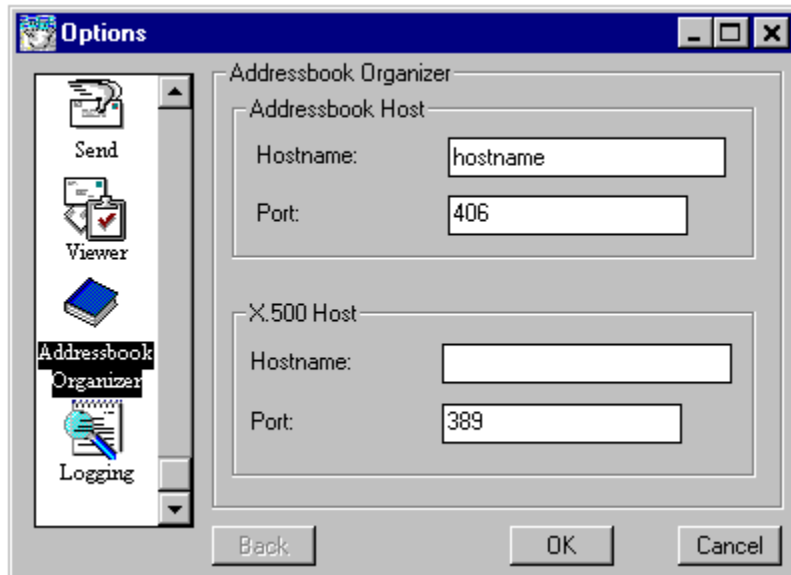 Options
Send
Viewer
Addressbook
Organizer
Logging
Addressbook Organizer
Addressbook Host
Hostname: hostname
Port: 406
X.500 Host
Hostname:
Port: 389
Back OK Cancel